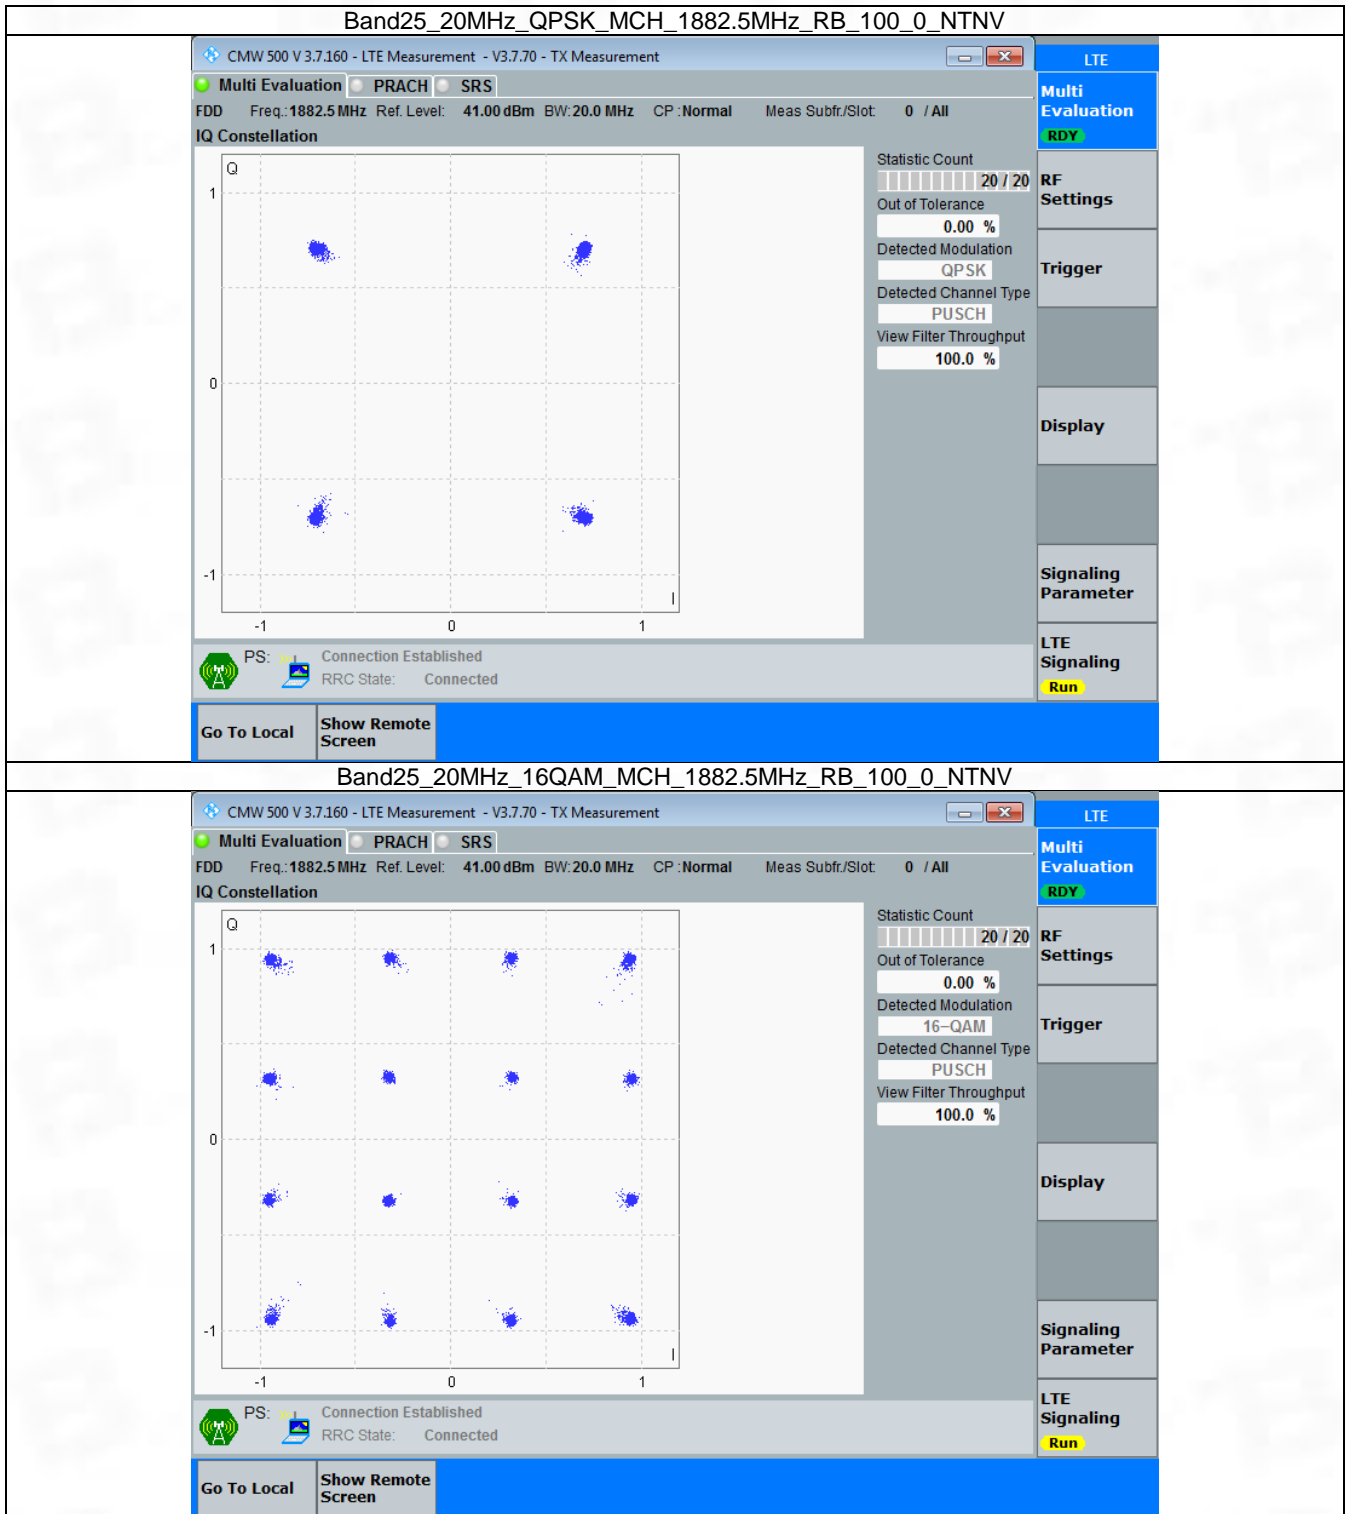 Band25_20MHz_QPSK_MCH_1882.5MHz_RB_100_0_NTNV
CMW 500 V 3.7.160 - LTE Measurement - V3.7.70 - TX Measurement
LTE
Multi Evaluation PRACH SRS
FDD Freq.:1882.5 MHz Ref. Level: 41.00 dBm BW:20.0 MHz CP :Normal Meas Subfr./Slot: 0 / All
IQ Constellation
Q
1
0
-1
I
-1 0 1
Statistic Count
20 / 20
Out of Tolerance
0.00 %
Detected Modulation
QPSK
Detected Channel Type
PUSCH
View Filter Throughput
100.0 %
Multi
Evaluation
RDY
RF
Settings
Trigger
Display
Signaling
Parameter
LTE
Signaling
Run
PS: Connection Established
RRC State: Connected
Go To Local
Show Remote
Screen
Band25_20MHz_16QAM_MCH_1882.5MHz_RB_100_0_NTNV
CMW 500 V 3.7.160 - LTE Measurement - V3.7.70 - TX Measurement
LTE
Multi Evaluation PRACH SRS
FDD Freq.:1882.5 MHz Ref. Level: 41.00 dBm BW:20.0 MHz CP :Normal Meas Subfr./Slot: 0 / All
IQ Constellation
Q
1
0
-1
I
-1 0 1
Statistic Count
20 / 20
Out of Tolerance
0.00 %
Detected Modulation
16-QAM
Detected Channel Type
PUSCH
View Filter Throughput
100.0 %
Multi
Evaluation
RDY
RF
Settings
Trigger
Display
Signaling
Parameter
LTE
Signaling
Run
PS: Connection Established
RRC State: Connected
Go To Local
Show Remote
Screen